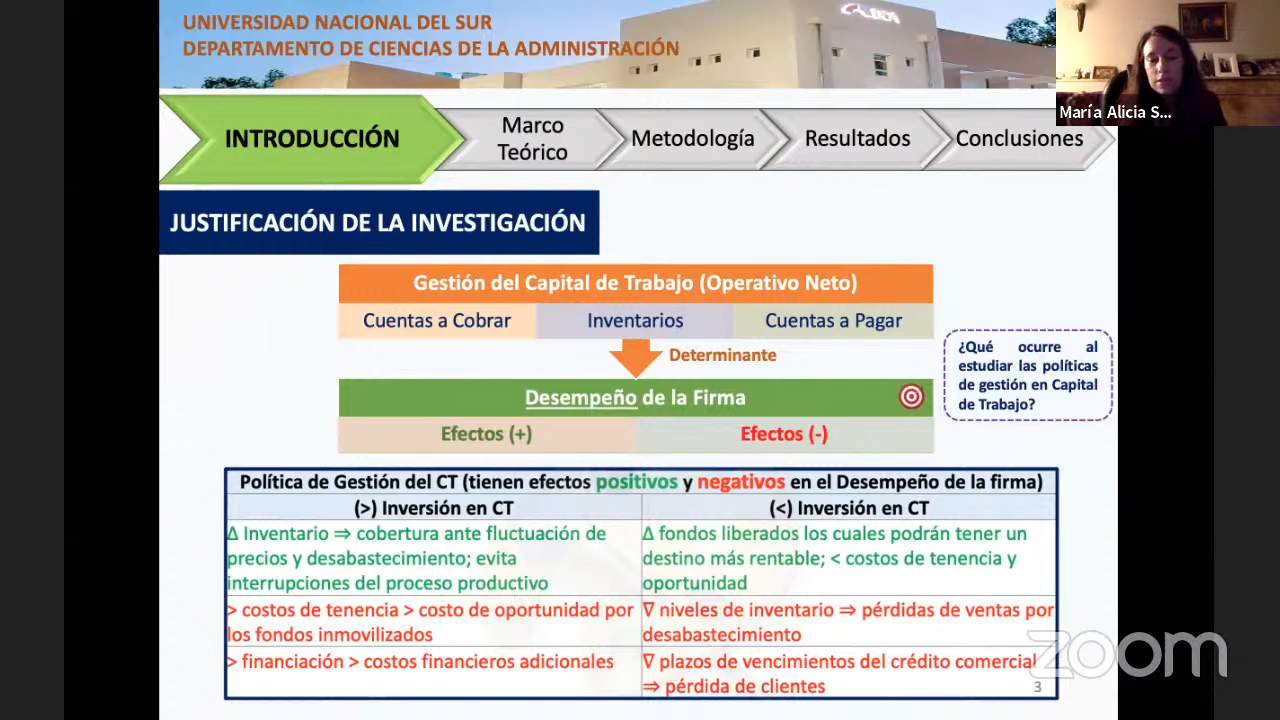 UNIVERSIDAD NACIONAL DEL SUR
DEPARTAMENTO DE CIENCIAS DE LA ADMINISTRACIÓN
María Alicia S...
INTRODUCCIÓN
Marco
Teórico
Metodología
Resultados
Conclusiones
JUSTIFICACIÓN DE LA INVESTIGACIÓN
Gestión del Capital de Trabajo (Operativo Neto)
Cuentas a Cobrar
Inventarios
Cuentas a Pagar
Determinante
¿Qué ocurre al
estudiar las políticas
de gestión en Capital
de Trabajo?
Desempeño de la Firma
Efectos (+)
Efectos (-)
Política de Gestión del CT (tienen efectos positivos y negativos en el Desempeño de la firma)
(>) Inversión en CT
(<) Inversión en CT
Δ Inventario ⇒ cobertura ante fluctuación de
precios y desabastecimiento; evita
interrupciones del proceso productivo
Δ fondos liberados los cuales podrán tener un
destino más rentable; < costos de tenencia y
oportunidad
> costos de tenencia > costo de oportunidad por
los fondos inmovilizados
∇ niveles de inventario ⇒ pérdidas de ventas por
desabastecimiento
> financiación > costos financieros adicionales
∇ plazos de vencimientos del crédito comercial
⇒ pérdida de clientes
3
zoom